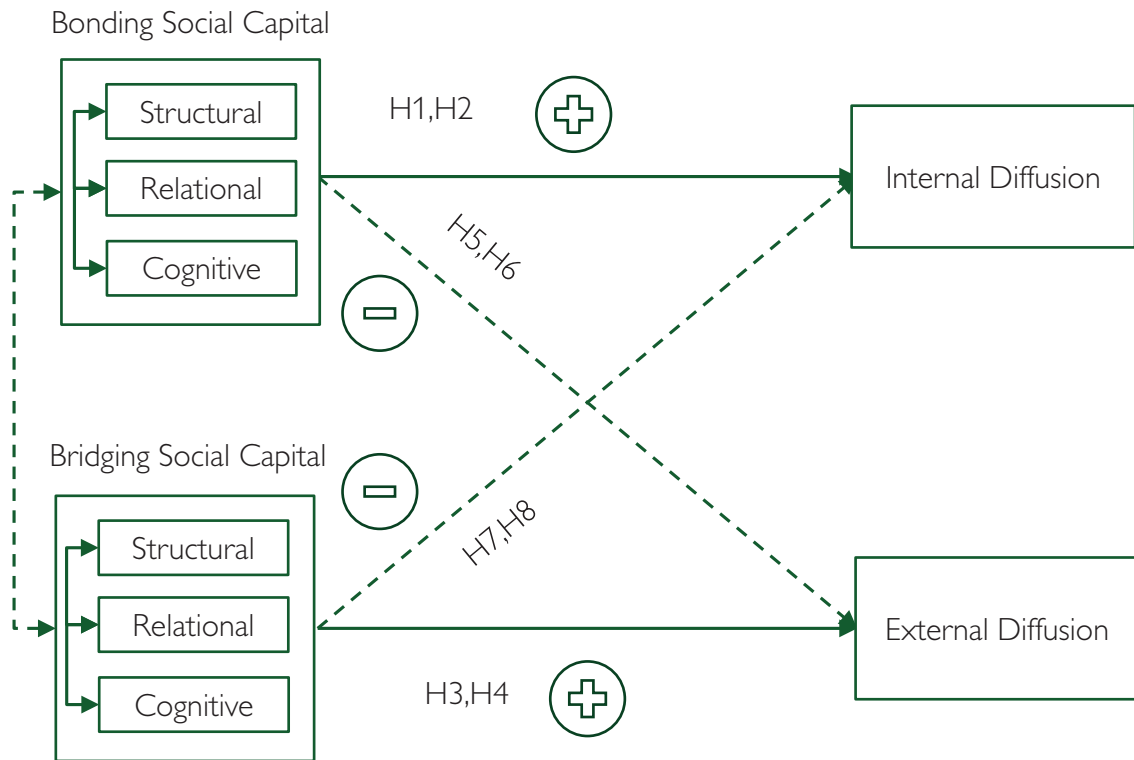 Bonding Social Capital
Structural
Relational
Cognitive
H1,H2
Internal Diffusion
H5,H6
Bridging Social Capital
Structural
Relational
Cognitive
H7,H8
H3,H4
External Diffusion